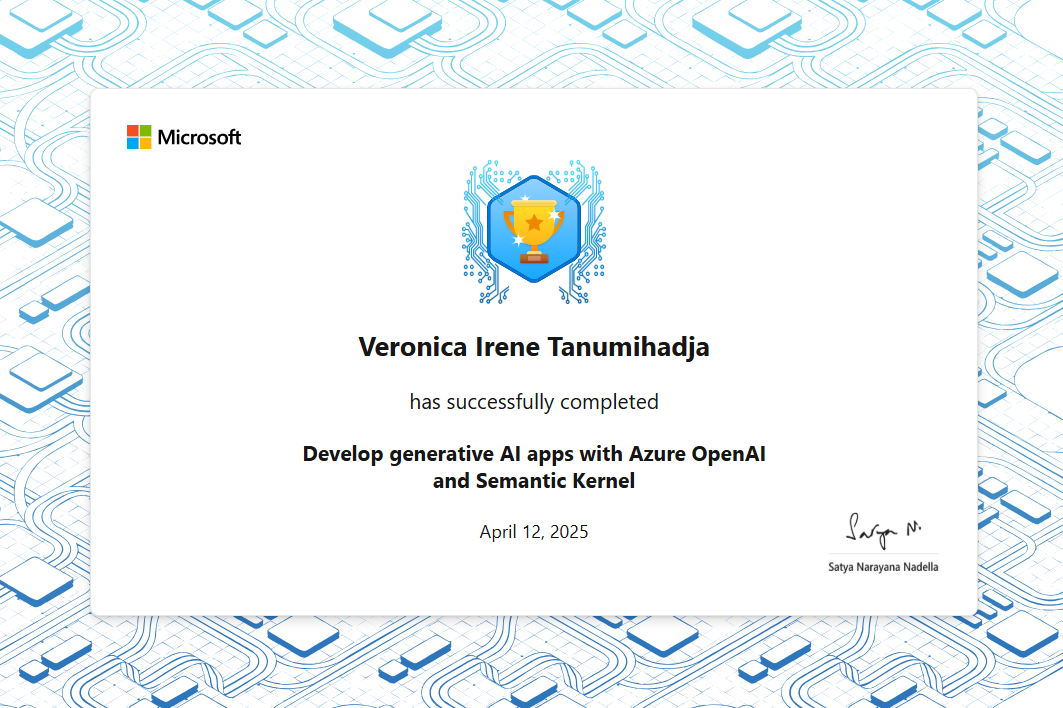 Microsoft
Veronica Irene Tanumihadja
has successfully completed
Develop generative AI apps with Azure OpenAI
and Semantic Kernel
April 12, 2025
Satya N.
Satya Narayana Nadella